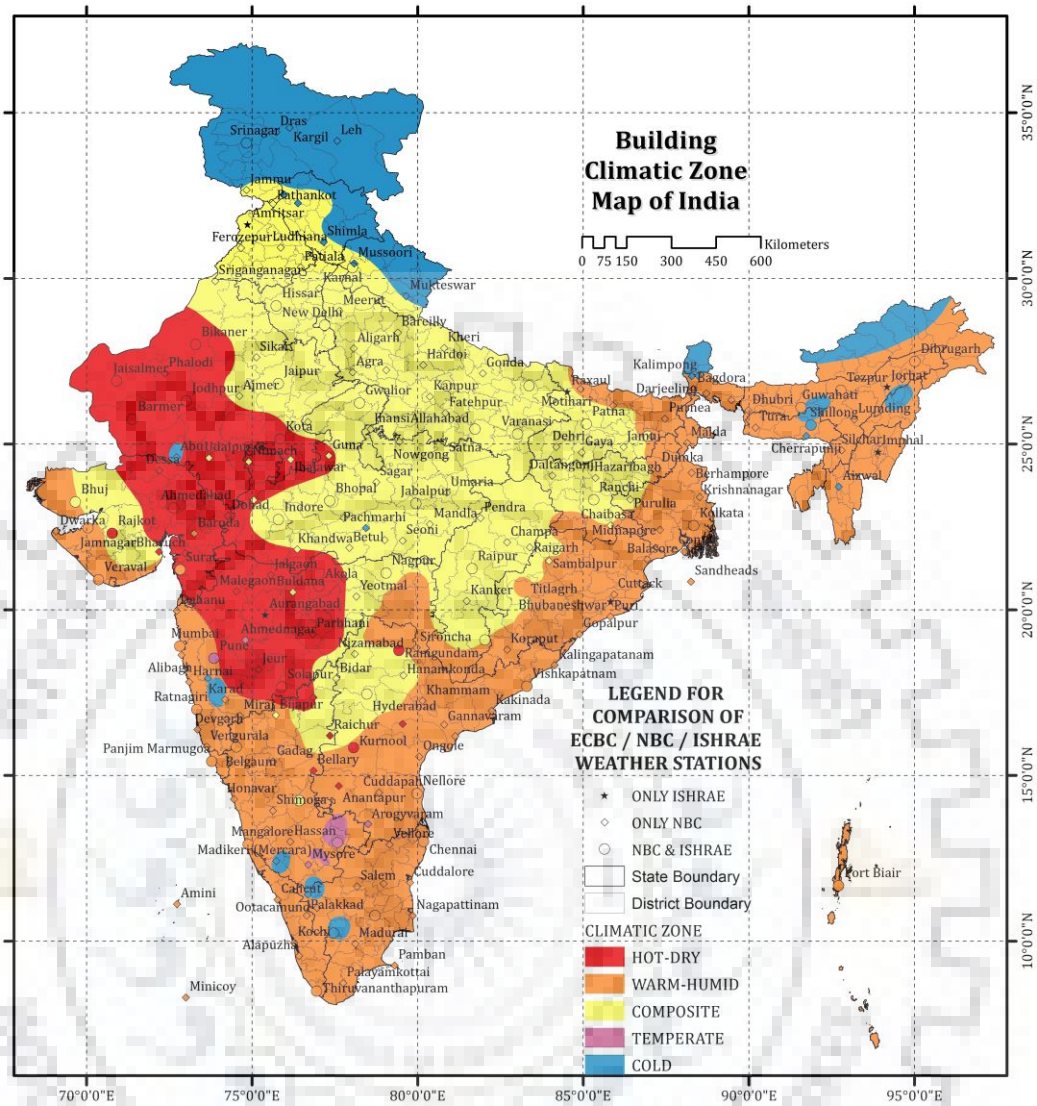 Building
Climatic Zone
Map of India
Kilometers
0 75 150 300 450 600
35°0'0"N
30°0'0"N
25°0'0"N
20°0'0"N
15°0'0"N
10°0'0"N
Dras
Srinagar
Kargil
Leh
Jammu
Pathankot
Amritsar
Ferozepur
Ludhiana
Shimla
Patiala
Mussoori
Sriganganagar
Karnal
Mukteswar
Hissar
Meerut
New Delhi
Bareilly
Bikaner
Aligarh
Kheri
Sikar
Hardoi
Jaisalmer
Phalodi
Agra
Gonda
Kalimpong
Dibrugarh
Jaipur
Raxaul
Bagdora
Tezpur
Jorhat
Jodhpur
Ajmer
Gwalior
Kanpur
Motihari
Darjeeling
Dhubri
Guwahati
Barmer
Fatehpur
Patna
Purnea
Tura
Shillong
Lumding
Kota
Jhansi
Allahabad
Varanasi
Malda
Abu
Udaipur
Guna
Dehri
Gaya
Jamui
Silchar
Imphal
Deesa
Neemach
Jhalawar
Nowgong
Satna
Cherrapunji
Sagar
Daltangonj
Hazaribagh
Dumka
Aizwal
Bhuj
Ahmedabad
Dohad
Bhopal
Jabalpur
Umaria
Ranchi
Berhampore
Krishnanagar
Dwarka
Rajkot
Baruda
Indore
Pachmarhi
Mandla
Pendra
Chaibasa
Purulia
Kolkata
Jamnagar
Bharuch
Khandwa
Betul
Seoni
Champa
Midnapore
Veraval
Surat
Jalgaon
Raipur
Raigarh
Balasore
Sandheads
Malegaon
Buldana
Akola
Nagpur
Sambalpur
Yeotmal
Kanker
Titlagrh
Cuttack
Dahanu
Aurangabad
Bhubaneshwar
Puri
Ahmednagar
Parbhani
Gopalpur
Mumbai
Pune
Nizamabad
Sironcha
Koraput
Alibagh
Harnai
Jeur
Bidar
Ramgundam
Kalingapatanam
Hanamkonda
Ratnagiri
Karad
Solapur
Vishkapatnam
Khammam
Devgarh
Miraj
Bijapur
Hyderabad
Kakinada
Vengurala
Raichur
Gannavaram
Panjim
Marmugoa
Gadag
Kurnool
Ongole
Belgaum
Bellary
Honavar
Cuddapah
Nellore
Shimoga
Anantapur
Arogyvaram
Mangalore
Hassan
Vellore
Madikeri(Mercara)
Mysore
Chennai
Salem
Cuddalore
Amini
Calicut
Ootacamund
Palakkad
Nagapattinam
Kochi
Madurai
Alapuzha
Pamban
Palayamkottai
Minicoy
Thiruvananthapuram
Port Blair
LEGEND FOR
COMPARISON OF
ECBC / NBC / ISHRAE
WEATHER STATIONS
ONLY ISHRAE
ONLY NBC
NBC & ISHRAE
State Boundary
District Boundary
CLIMATIC ZONE
HOT-DRY
WARM-HUMID
COMPOSITE
TEMPERATE
COLD
70°0'0"E
75°0'0"E
80°0'0"E
85°0'0"E
90°0'0"E
95°0'0"E